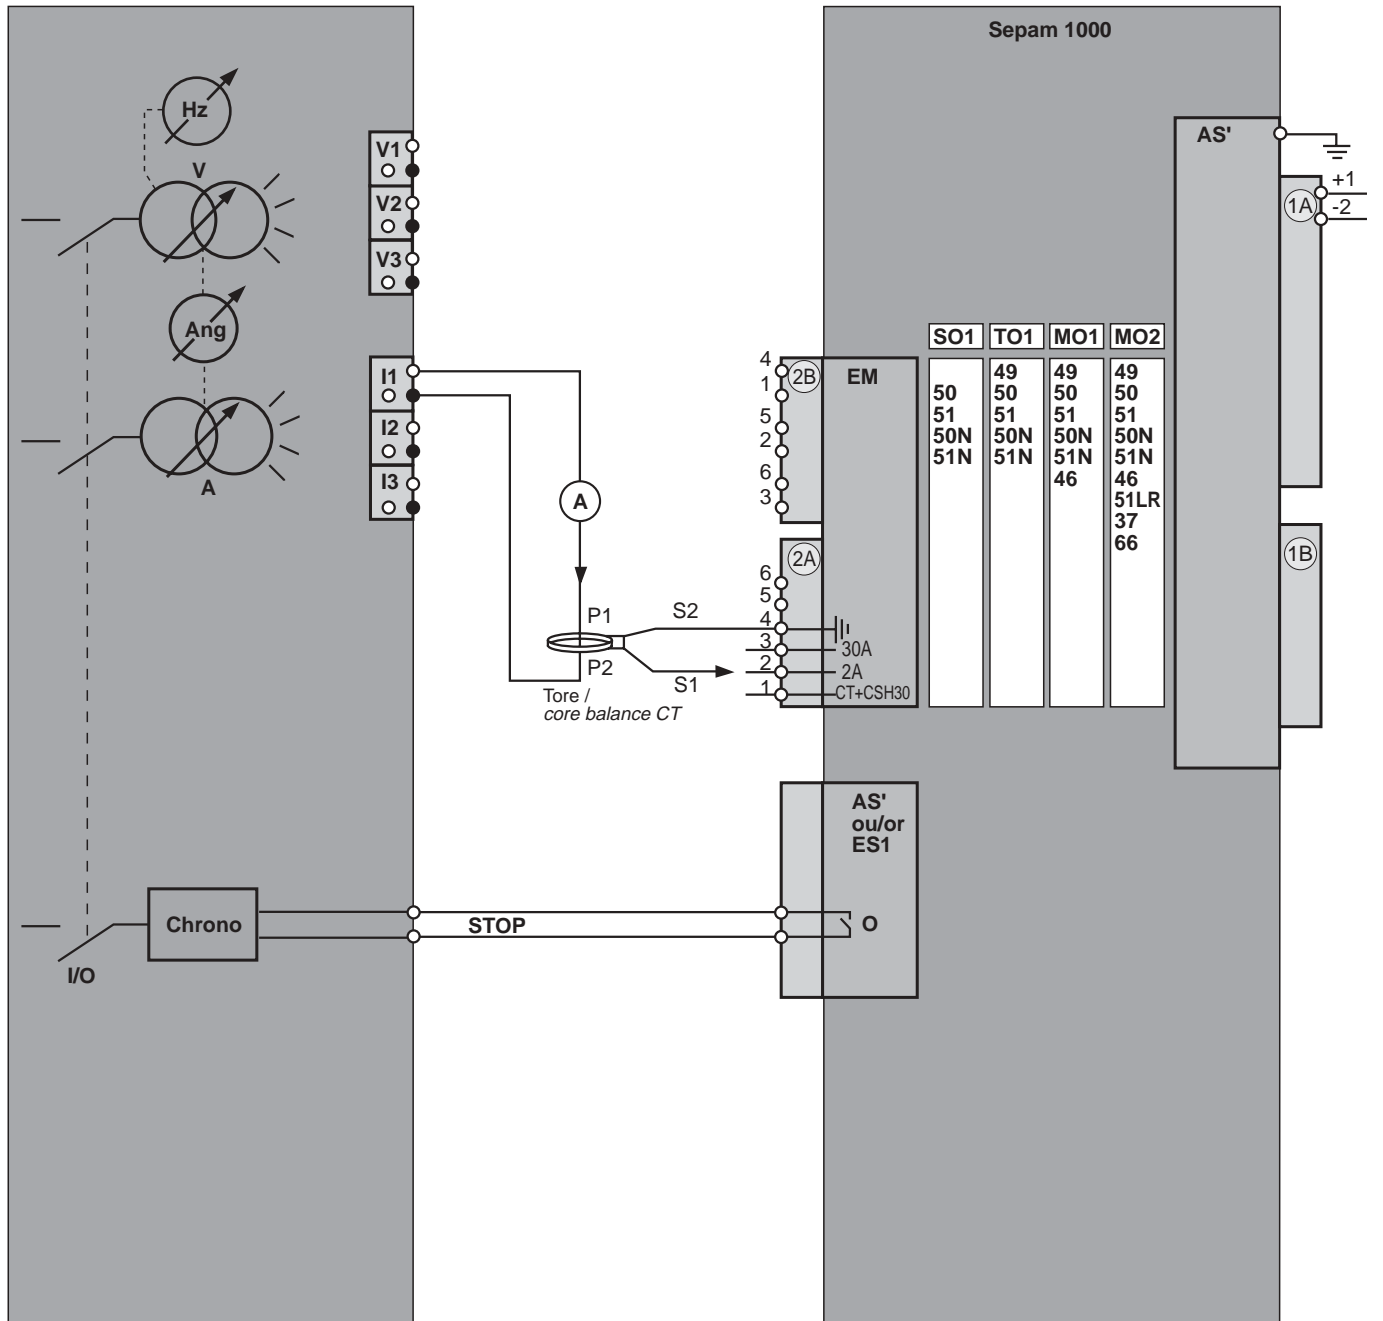 Sepam 1000
Hz
V
Ang
A
V1
V2
V3
I1
I2
I3
A
P1
P2
S2
S1
Tore /
core balance CT
4
1
5
2
6
3
2B
EM
2A
6
5
4
3
2
1
30A
2A
CT+CSH30
SO1
50
51
50N
51N
TO1
49
50
51
50N
51N
MO1
49
50
51
50N
51N
46
MO2
49
50
51
50N
51N
46
51LR
37
66
AS'
1A
+1
-2
1B
AS'
ou/or
ES1
O
Chrono
I/O
STOP